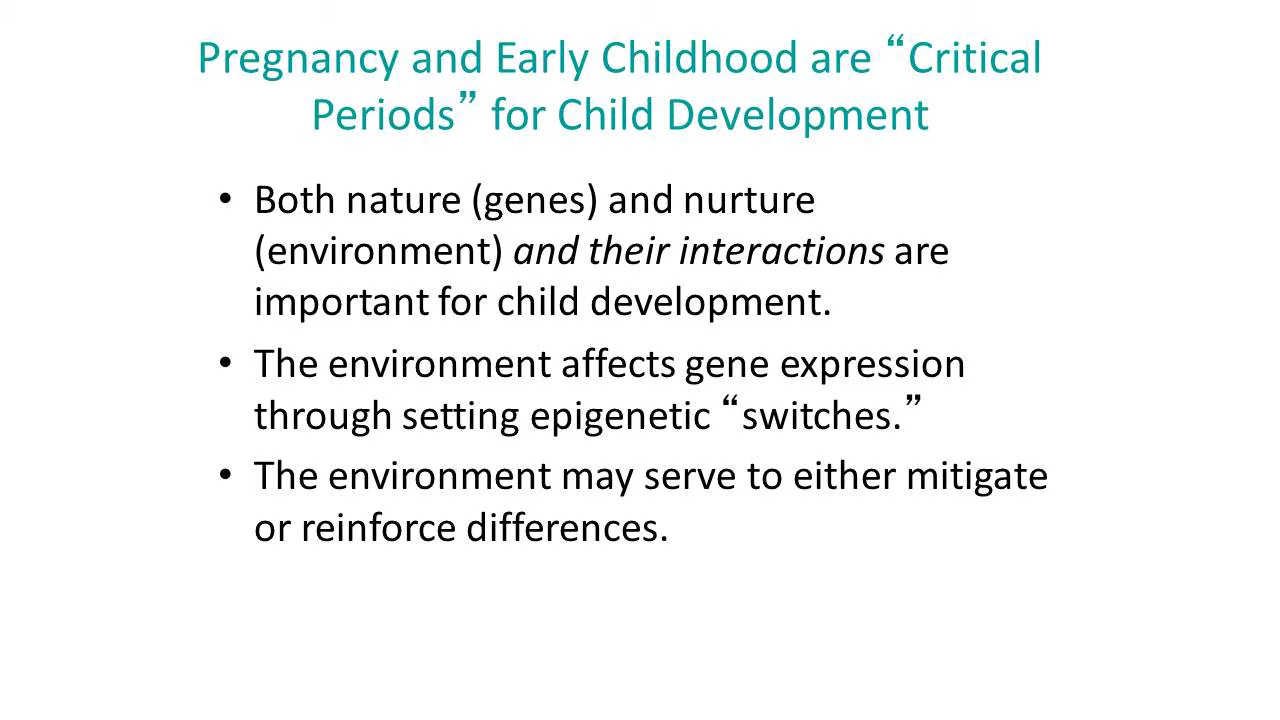 Pregnancy and Early Childhood are “Critical
Periods” for Child Development
• Both nature (genes) and nurture
(environment) and their interactions are
important for child development.
• The environment affects gene expression
through setting epigenetic “switches.”
• The environment may serve to either mitigate
or reinforce differences.